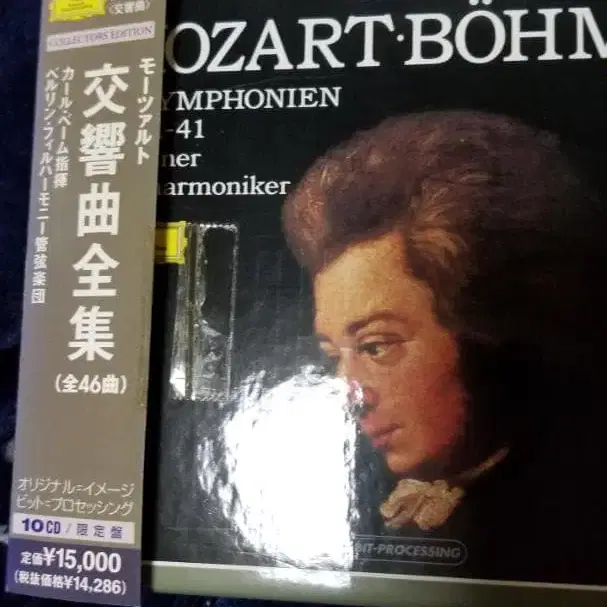 〈交響曲〉
COLLECTORS EDITION
モーツァルト
交響曲全集
(全46曲)
カール・ベーム指揮
ベルリン・フィルハーモニー管弦楽団
オリジナル=イメージ
ビット=プロセッシング
10CD / 限定盤
定価¥15,000
(税抜価格¥14,286)
OZART·BÖHM
YMPHONIEN
-41
ner
armoniker
BIT-PROCESSING